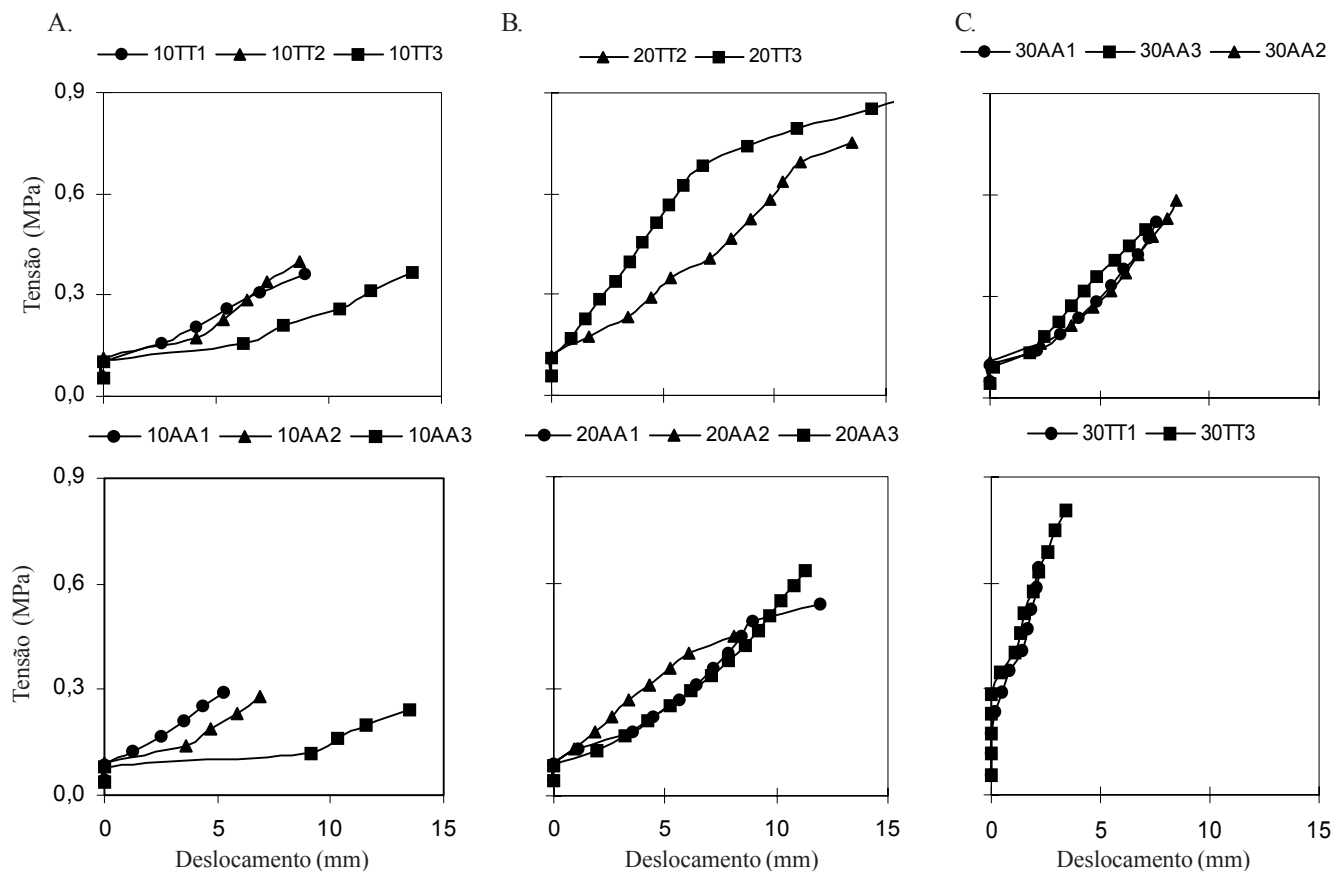 A.
B.
C.
10TT1 10TT2 10TT3
20TT2 20TT3
30AA1 30AA3 30AA2
0,9
0,6
0,3
0,0
Tensão (MPa)
10AA1 10AA2 10AA3
20AA1 20AA2 20AA3
30TT1 30TT3
0,9
0,6
0,3
0,0
Tensão (MPa)
0 5 10 15
0 5 10 15
0 5 10 15
Deslocamento (mm)
Deslocamento (mm)
Deslocamento (mm)